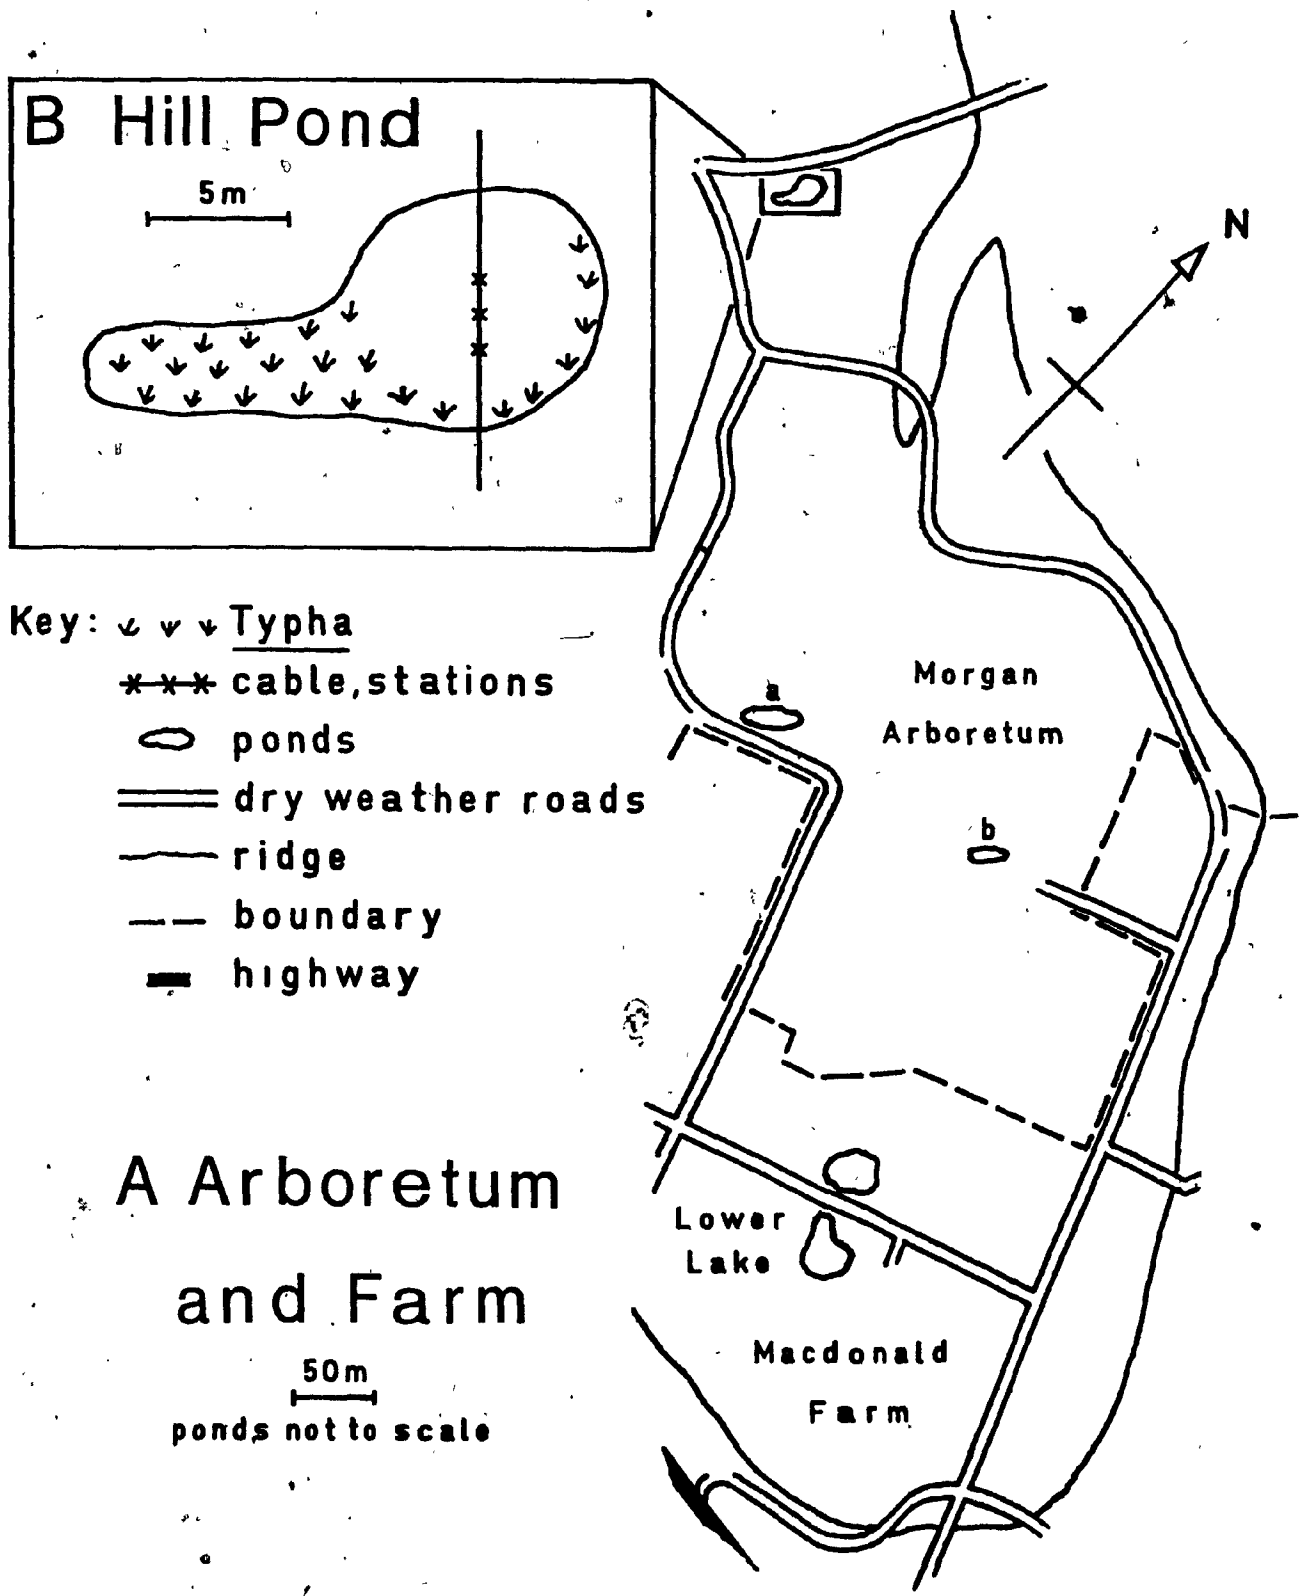 B Hill Pond
5m
N
Key: Typha
cable, stations
ponds
dry weather roads
ridge
boundary
highway
a
Morgan
Arboretum
b
A Arboretum
and Farm
50m
ponds not to scale
Lower
Lake
Macdonald
Farm